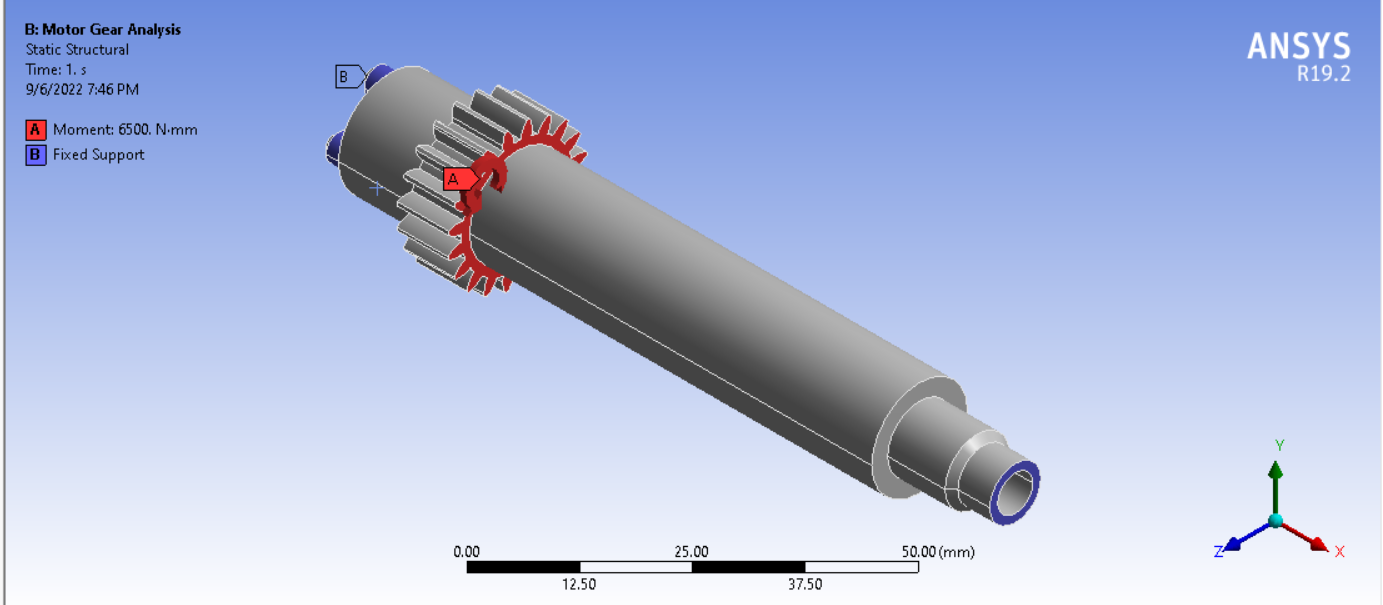 B: Motor Gear Analysis
Static Structural
Time: 1. s
9/6/2022 7:46 PM
A Moment: 6500. N·mm
B Fixed Support
ANSYS
R19.2
B
A
0.00 25.00 50.00 (mm)
12.50 37.50
Y
Z X